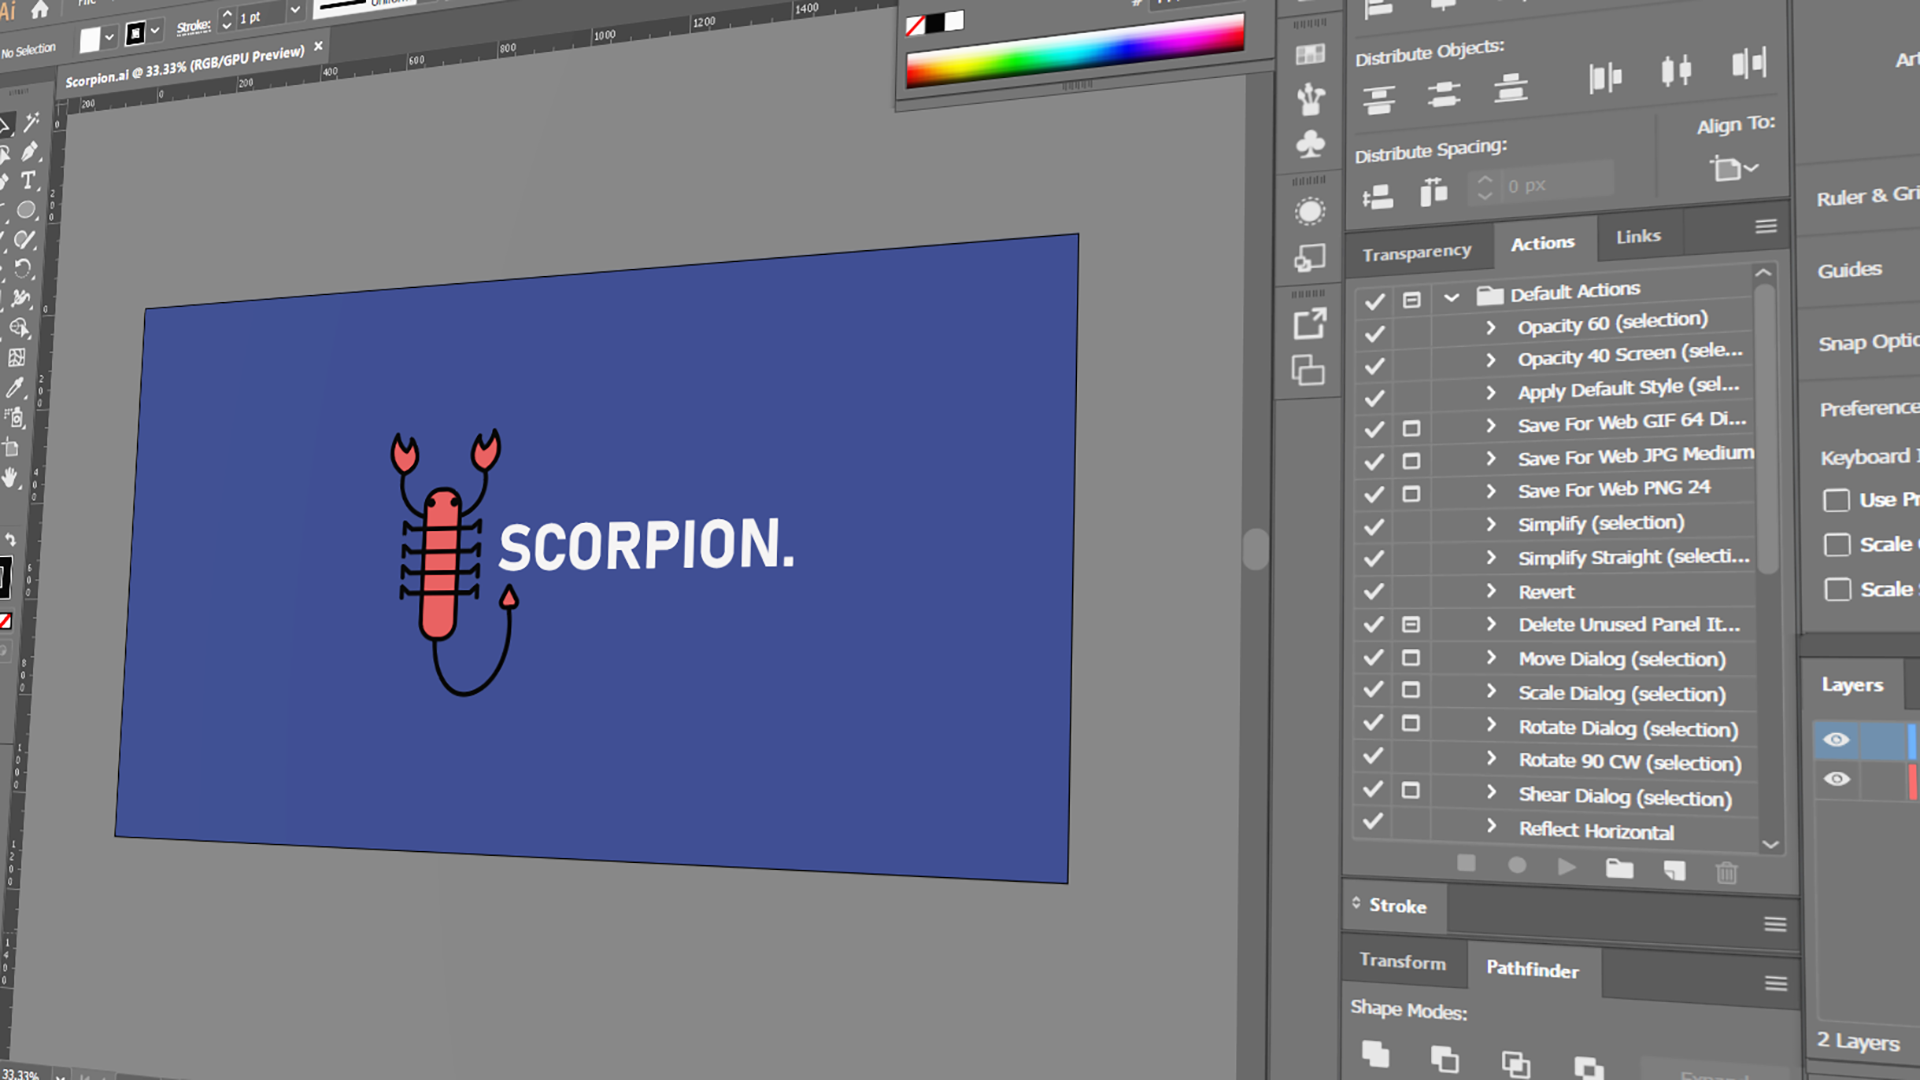 Ai
File
No Selection
Stroke:
1 pt
Uniform
Scorpion.ai @ 33.33% (RGB/GPU Preview) ×
200 0 200 400 600 800 1000 1200 1400
SCORPION.
33.33%
#
Distribute Objects:
Distribute Spacing:
0 px
Align To:
Transparency
Actions
Links
Default Actions
Opacity 60 (selection)
Opacity 40 Screen (sele...
Apply Default Style (sel...
Save For Web GIF 64 Di...
Save For Web JPG Medium
Save For Web PNG 24
Simplify (selection)
Simplify Straight (selecti...
Revert
Delete Unused Panel It...
Move Dialog (selection)
Scale Dialog (selection)
Rotate Dialog (selection)
Rotate 90 CW (selection)
Shear Dialog (selection)
Reflect Horizontal
Stroke
Transform
Pathfinder
Shape Modes:
Art
Ruler & Gri
Guides
Snap Optio
Preference
Keyboard I
Use Pr
Scale
Scale
Layers
2 Layers